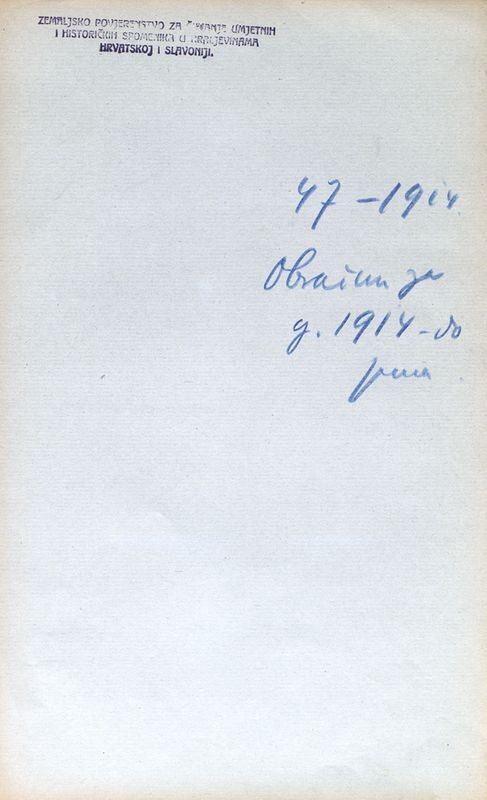 ZEMALJSKO POVJERENSTVO ZA ČUVANJE UMJETNIH
I HISTORIČKIH SPOMENIKA U KRALJEVINAMA
HRVATSKOJ I SLAVONIJI.
47 - 1914.
Obračun za
g. 1914 - do